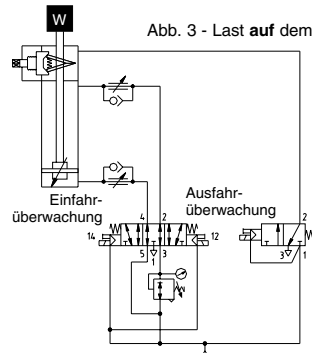 W
Abb. 3 - Last auf dem
Einfahr-
überwachung
Ausfahr-
überwachung
4 2
14 12
5 1 3
2
3 1